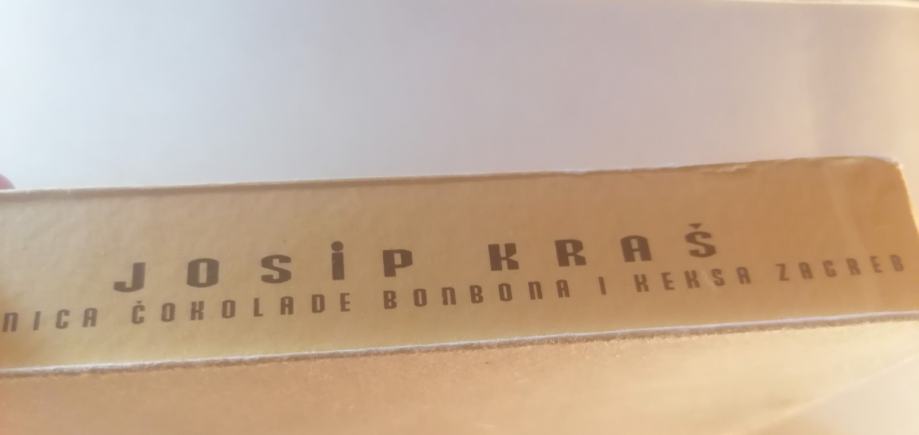 JOSIP KRAŠ
NICA ČOKOLADE BONBONA I KEKSA ZAGREB